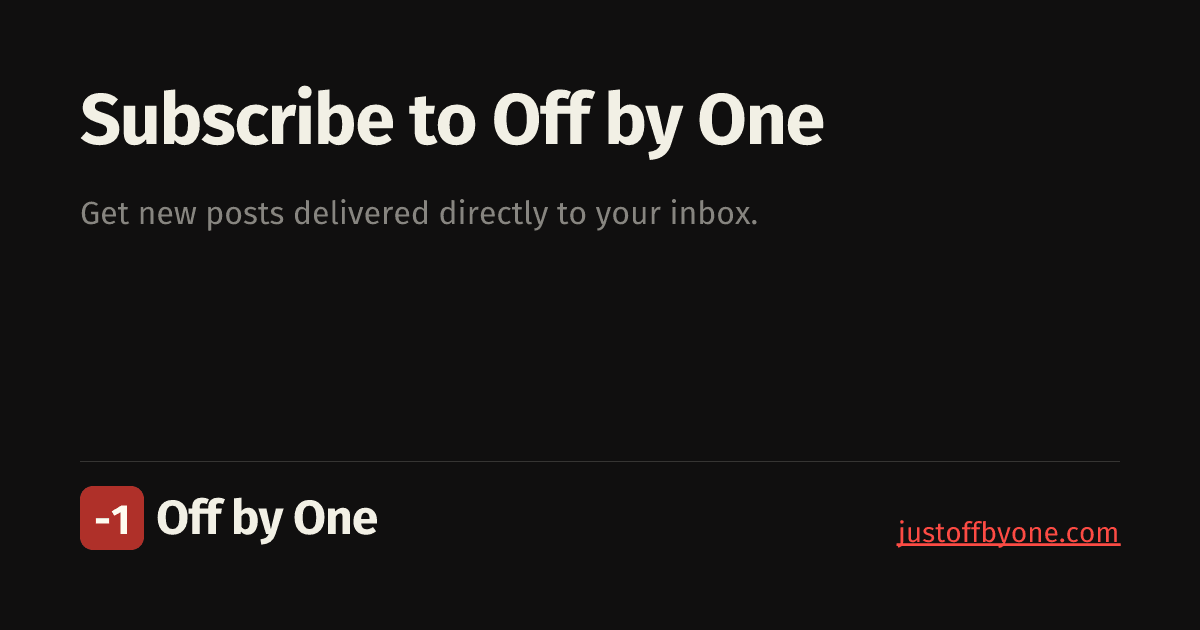 Subscribe to Off by One
Get new posts delivered directly to your inbox.
-1 Off by One
justoffbyone.com